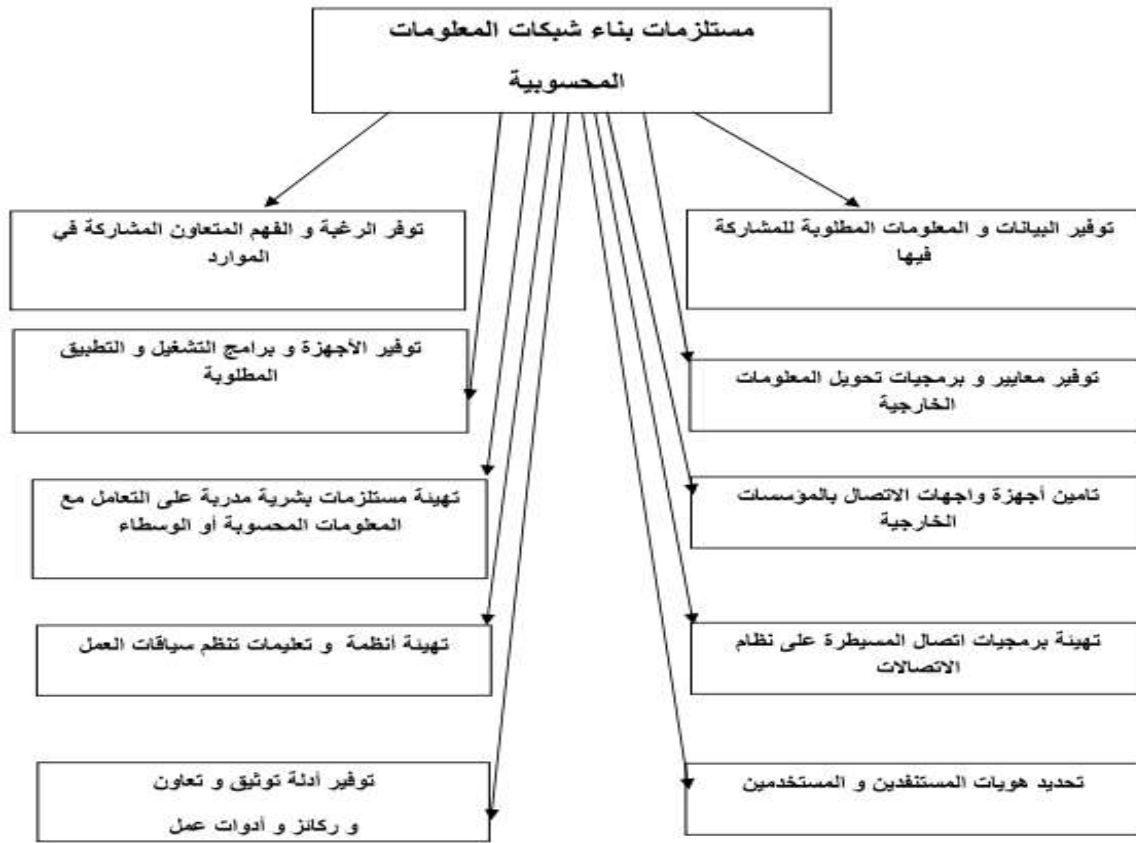 مستلزمات بناء شبكات المعلومات
المحسوبية
توفير البيانات و المعلومات المطلوبة للمشاركة
فيها
توفير معايير و برمجيات تحويل المعلومات
الخارجية
تامين أجهزة واجهات الاتصال بالمؤسسات
الخارجية
تهيئة برمجيات اتصال المسيطرة على نظام
الاتصالات
تحديد هويات المستنفدين و المستخدمين
توفر الرغبة و الفهم المتعاون المشاركة في
الموارد
توفير الأجهزة و برامج التشغيل و التطبيق
المطلوبة
تهيئة مستلزمات بشرية مدربة على التعامل مع
المعلومات المحسوبة أو الوسطاء
تهيئة أنظمة و تعليمات تنظم سياقات العمل
توفير أدلة توثيق و تعاون
و ركائز و أدوات عمل